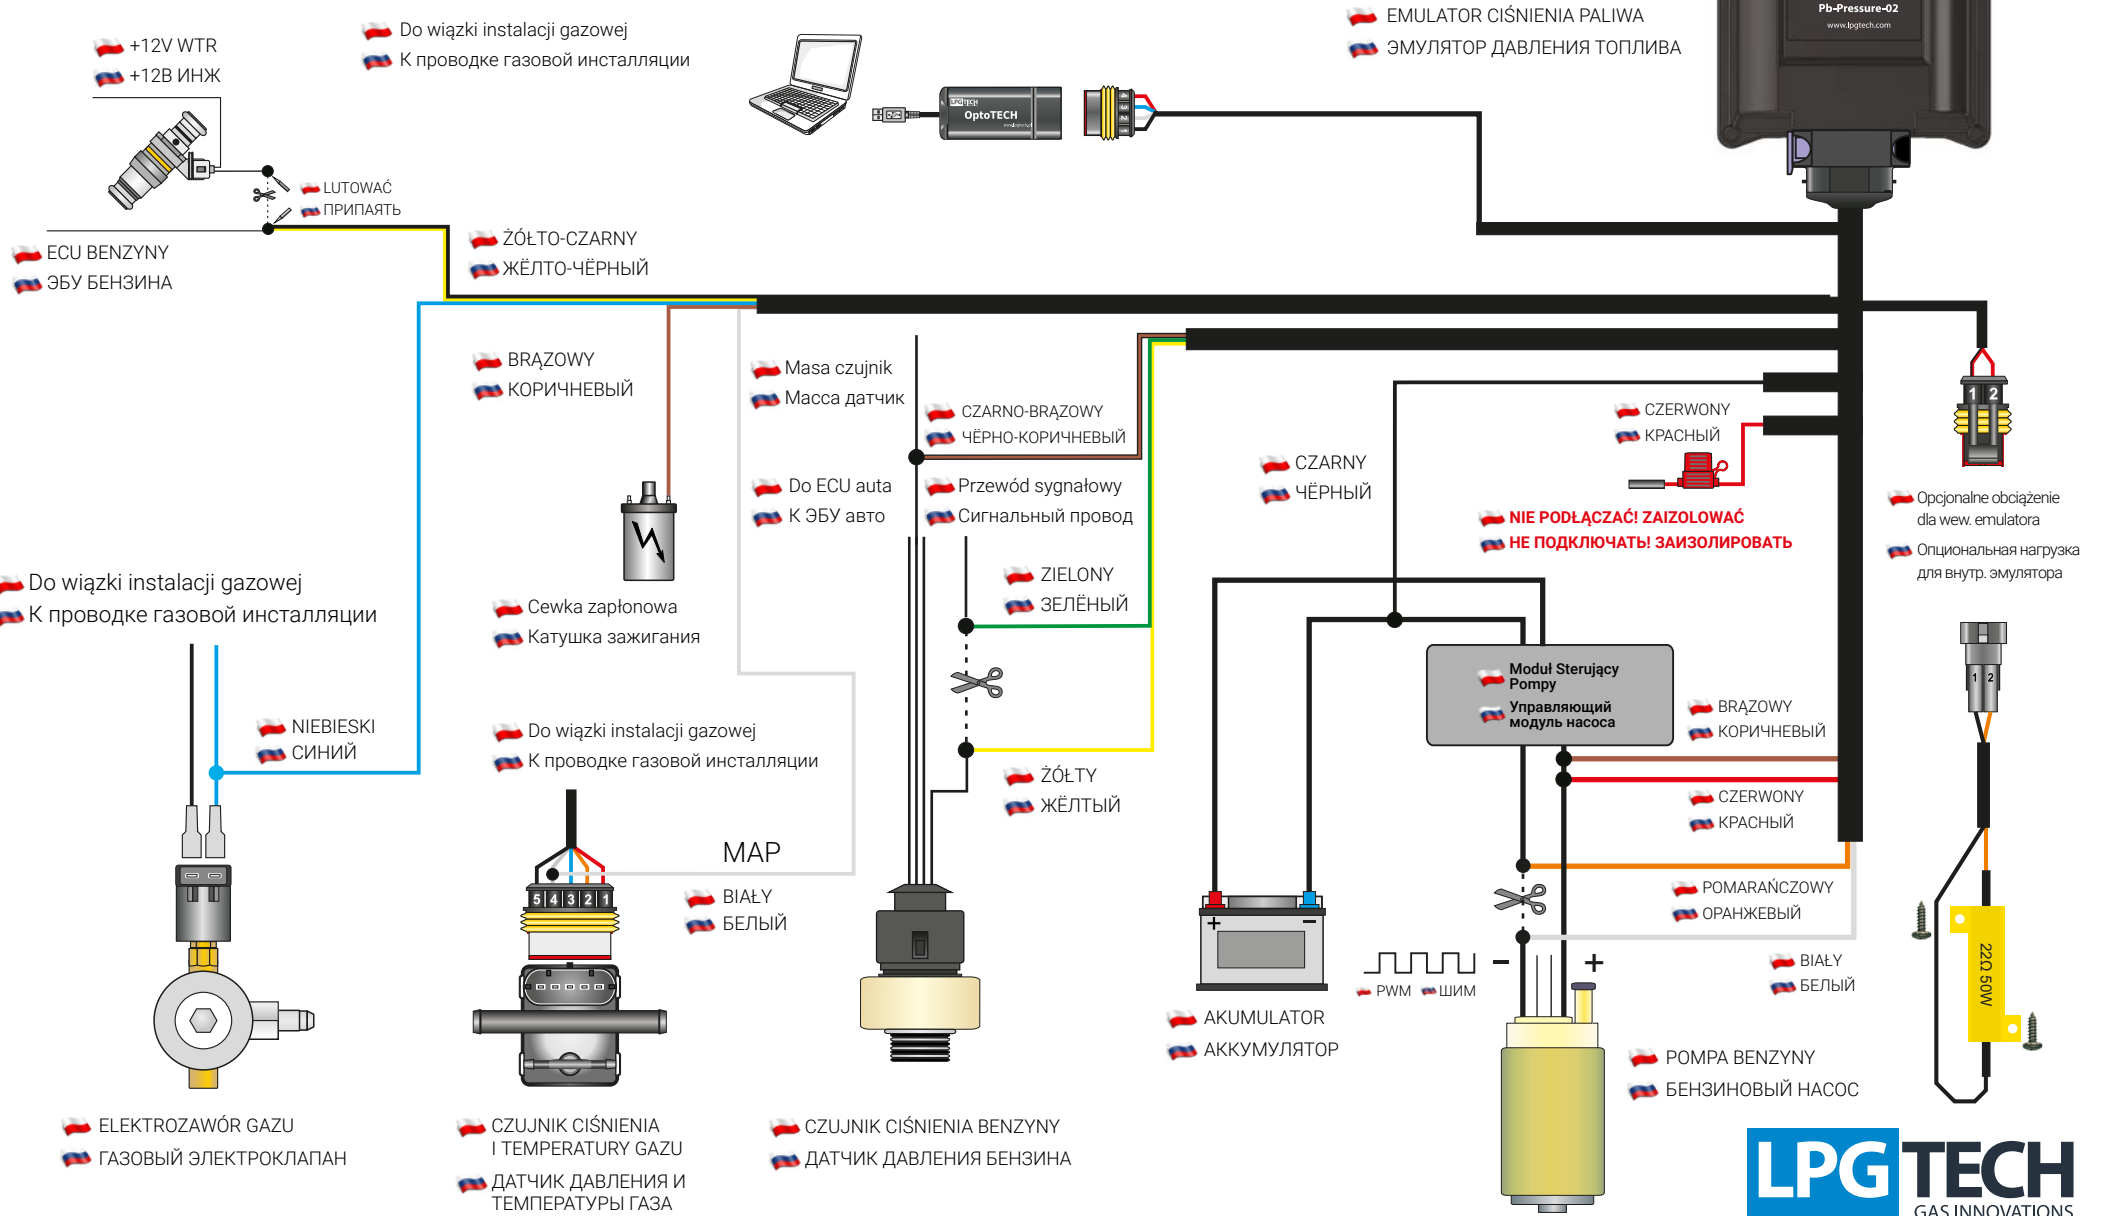 +12V WTR
+12В ИНЖ
Do wiązki instalacji gazowej
К проводке газовой инсталляции
LPGTECH
OptoTECH
www.lpgtech.pl
4 3 2 1
EMULATOR CIŚNIENIA PALIWA
ЭМУЛЯТОР ДАВЛЕНИЯ ТОПЛИВА
Pb-Pressure-02
www.lpgtech.com
LUTOWAĆ
ПРИПАЯТЬ
ECU BENZYNY
ЭБУ БЕНЗИНА
ŻÓŁTO-CZARNY
ЖЁЛТО-ЧЁРНЫЙ
BRĄZOWY
КОРИЧНЕВЫЙ
Masa czujnik
Масса датчик
CZARNO-BRĄZOWY
ЧЁРНО-КОРИЧНЕВЫЙ
CZERWONY
КРАСНЫЙ
1 2
CZARNY
ЧЁРНЫЙ
Do ECU auta
К ЭБУ авто
Przewód sygnałowy
Сигнальный провод
NIE PODŁĄCZAĆ! ZAIZOLOWAĆ
НЕ ПОДКЛЮЧАТЬ! ЗАИЗОЛИРОВАТЬ
Opcjonalne obciążenie
dla wew. emulatora
Опциональная нагрузка
для внутр. эмулятора
Do wiązki instalacji gazowej
К проводке газовой инсталляции
Cewka zapłonowa
Катушка зажигания
ZIELONY
ЗЕЛЁНЫЙ
Moduł Sterujący
Pompy
Управляющий
модуль насоса
1 2
NIEBIESKI
СИНИЙ
Do wiązki instalacji gazowej
К проводке газовой инсталляции
BRĄZOWY
КОРИЧНЕВЫЙ
ŻÓŁTY
ЖЁЛТЫЙ
CZERWONY
КРАСНЫЙ
MAP
5 4 3 2 1
BIAŁY
БЕЛЫЙ
POMARAŃCZOWY
ОРАНЖЕВЫЙ
+ −
− +
PWM ШИМ
BIAŁY
БЕЛЫЙ
22Ω 50W
AKUMULATOR
АККУМУЛЯТОР
POMPA BENZYNY
БЕНЗИНОВЫЙ НАСОС
ELEKTROZAWÓR GAZU
ГАЗОВЫЙ ЭЛЕКТРОКЛАПАН
CZUJNIK CIŚNIENIA
I TEMPERATURY GAZU
ДАТЧИК ДАВЛЕНИЯ И
ТЕМПЕРАТУРЫ ГАЗА
CZUJNIK CIŚNIENIA BENZYNY
ДАТЧИК ДАВЛЕНИЯ БЕНЗИНА
LPGTECH
GAS INNOVATIONS